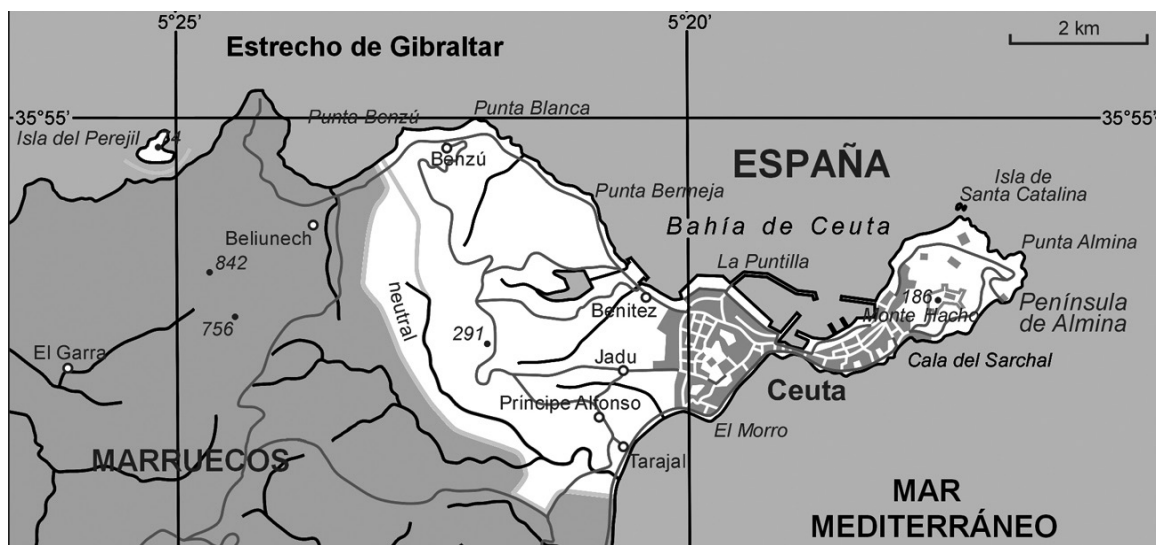 5°25'
5°20'
Estrecho de Gibraltar
2 km
35°55'
35°55'
Punta Blanca
Punta Benzú
Isla del Perejil
Benzú
ESPAÑA
Isla de
Santa Catalina
Punta Bermeja
Bahía de Ceuta
Beliunech
Punta Almina
La Puntilla
842
neutral
186
Benitez
Monte Hacho
Península
de Almina
756
291
El Garra
Jadu
Cala del Sarchal
Ceuta
Príncipe Alfonso
El Morro
MARRUECOS
Tarajal
MAR
MEDITERRÁNEO